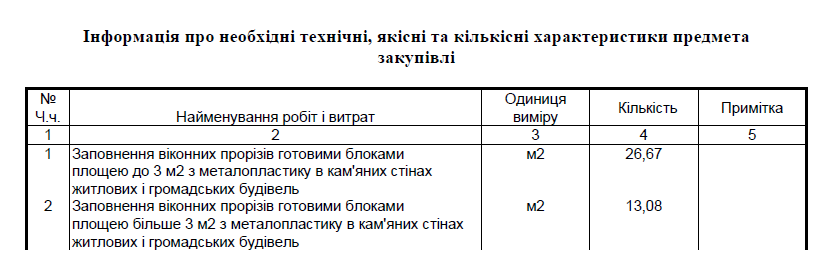 Інформація про необхідні технічні, якісні та кількісні характеристики предмета
закупівлі
№
Ч.ч.
Найменування робіт і витрат
Одиниця
виміру
Кількість
Примітка
1 2 3 4 5
1 Заповнення віконних прорізів готовими блоками м2 26,67
площею до 3 м2 з металопластику в кам'яних стінах
житлових і громадських будівель
2 Заповнення віконних прорізів готовими блоками м2 13,08
площею більше 3 м2 з металопластику в кам'яних стінах
житлових і громадських будівель